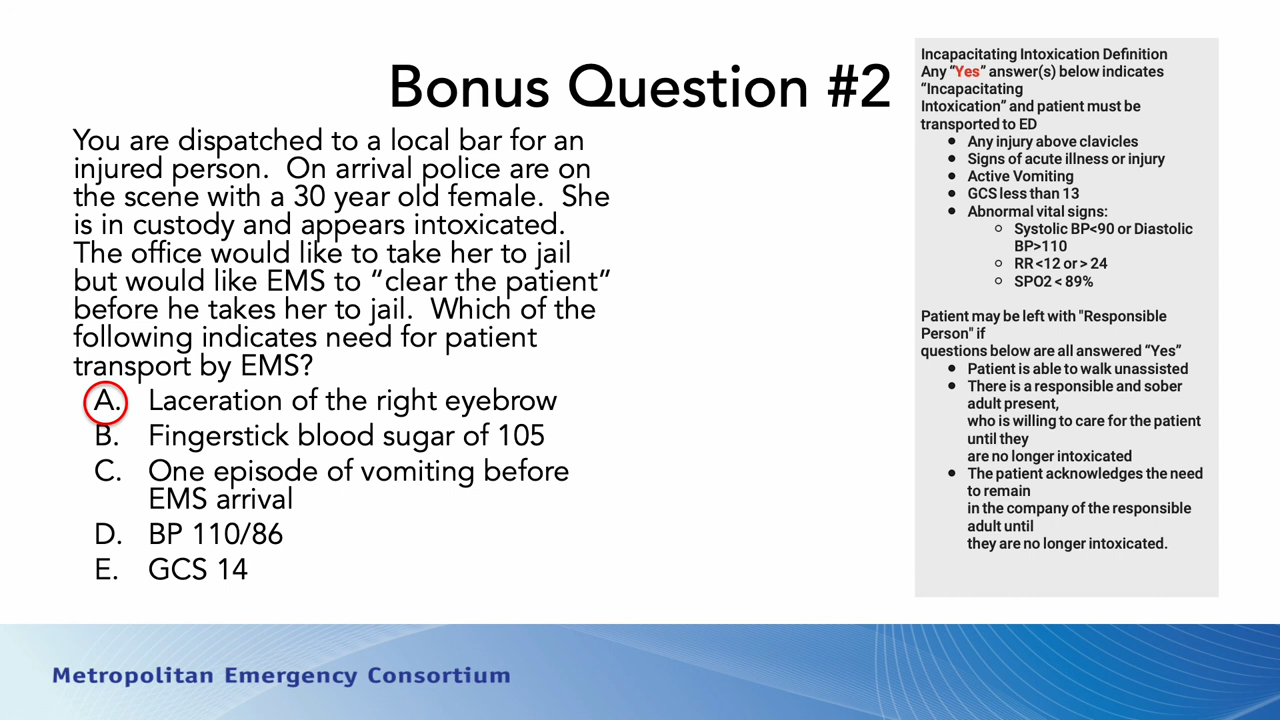 Bonus Question #2
You are dispatched to a local bar for an
injured person.  On arrival police are on
the scene with a 30 year old female.  She
is in custody and appears intoxicated.
The office would like to take her to jail
but would like EMS to “clear the patient”
before he takes her to jail.  Which of the
following indicates need for patient
transport by EMS?
A. Laceration of the right eyebrow
B. Fingerstick blood sugar of 105
C. One episode of vomiting before
EMS arrival
D. BP 110/86
E. GCS 14
Incapacitating Intoxication Definition
Any “Yes” answer(s) below indicates
“Incapacitating
Intoxication” and patient must be
transported to ED
● Any injury above clavicles
● Signs of acute illness or injury
● Active Vomiting
● GCS less than 13
● Abnormal vital signs:
○ Systolic BP<90 or Diastolic
BP>110
○ RR <12 or > 24
○ SPO2 < 89%
Patient may be left with "Responsible
Person" if
questions below are all answered “Yes”
● Patient is able to walk unassisted
● There is a responsible and sober
adult present,
who is willing to care for the patient
until they
are no longer intoxicated
● The patient acknowledges the need
to remain
in the company of the responsible
adult until
they are no longer intoxicated.
Metropolitan Emergency Consortium